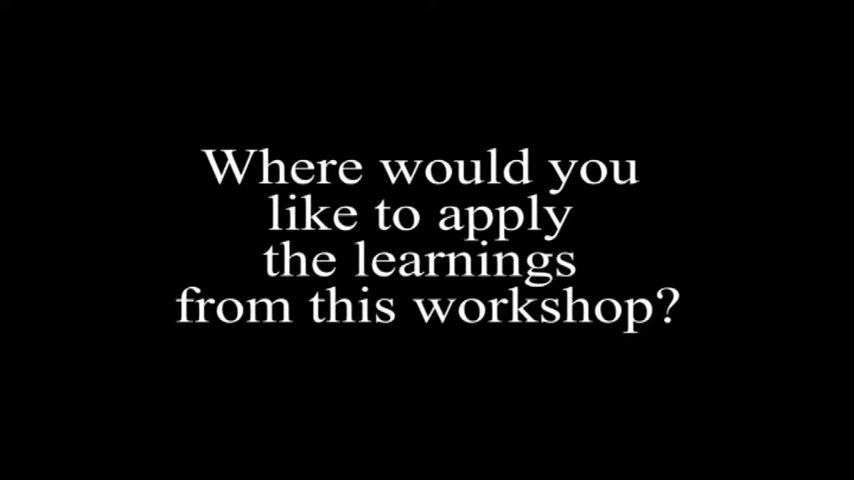 Where would you
like to apply
the learnings
from this workshop?